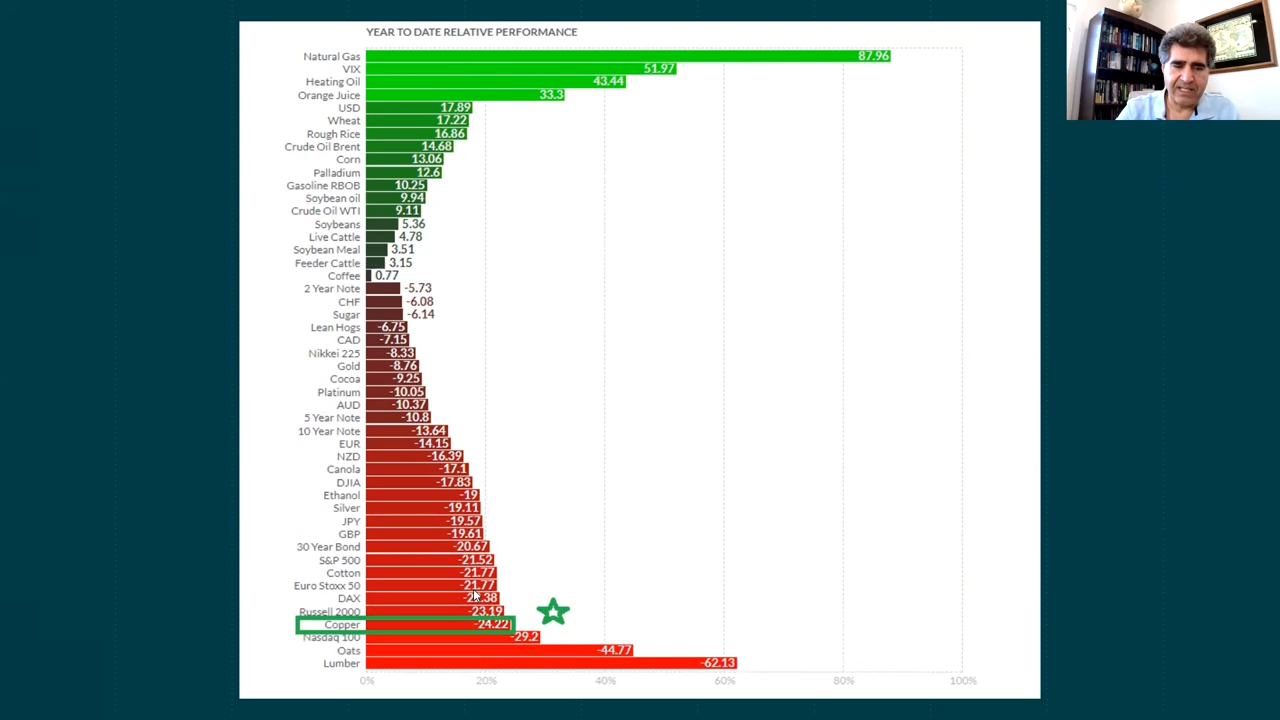 YEAR TO DATE RELATIVE PERFORMANCE
Natural Gas 87.96
VIX 51.97
Heating Oil 43.44
Orange Juice 33.3
USD 17.89
Wheat 17.22
Rough Rice 16.86
Crude Oil Brent 14.68
Corn 13.06
Palladium 12.6
Gasoline RBOB 10.25
Soybean oil 9.94
Crude Oil WTI 9.11
Soybeans 5.36
Live Cattle 4.78
Soybean Meal 3.51
Feeder Cattle 3.15
Coffee 0.77
2 Year Note -5.73
CHF -6.08
Sugar -6.14
Lean Hogs -6.75
CAD -7.15
Nikkei 225 -8.33
Gold -8.76
Cocoa -9.25
Platinum -10.05
AUD -10.37
5 Year Note -10.8
10 Year Note -13.64
EUR -14.15
NZD -16.39
Canola -17.1
DJIA -17.83
Ethanol -19
Silver -19.11
JPY -19.57
GBP -19.61
30 Year Bond -20.67
S&P 500 -21.52
Cotton -21.77
Euro Stoxx 50 -21.77
DAX
Russell 2000 -23.19
Copper -24.22
Nasdaq 100 -29.2
Oats -44.77
Lumber -62.13
0% 20% 40% 60% 80% 100%